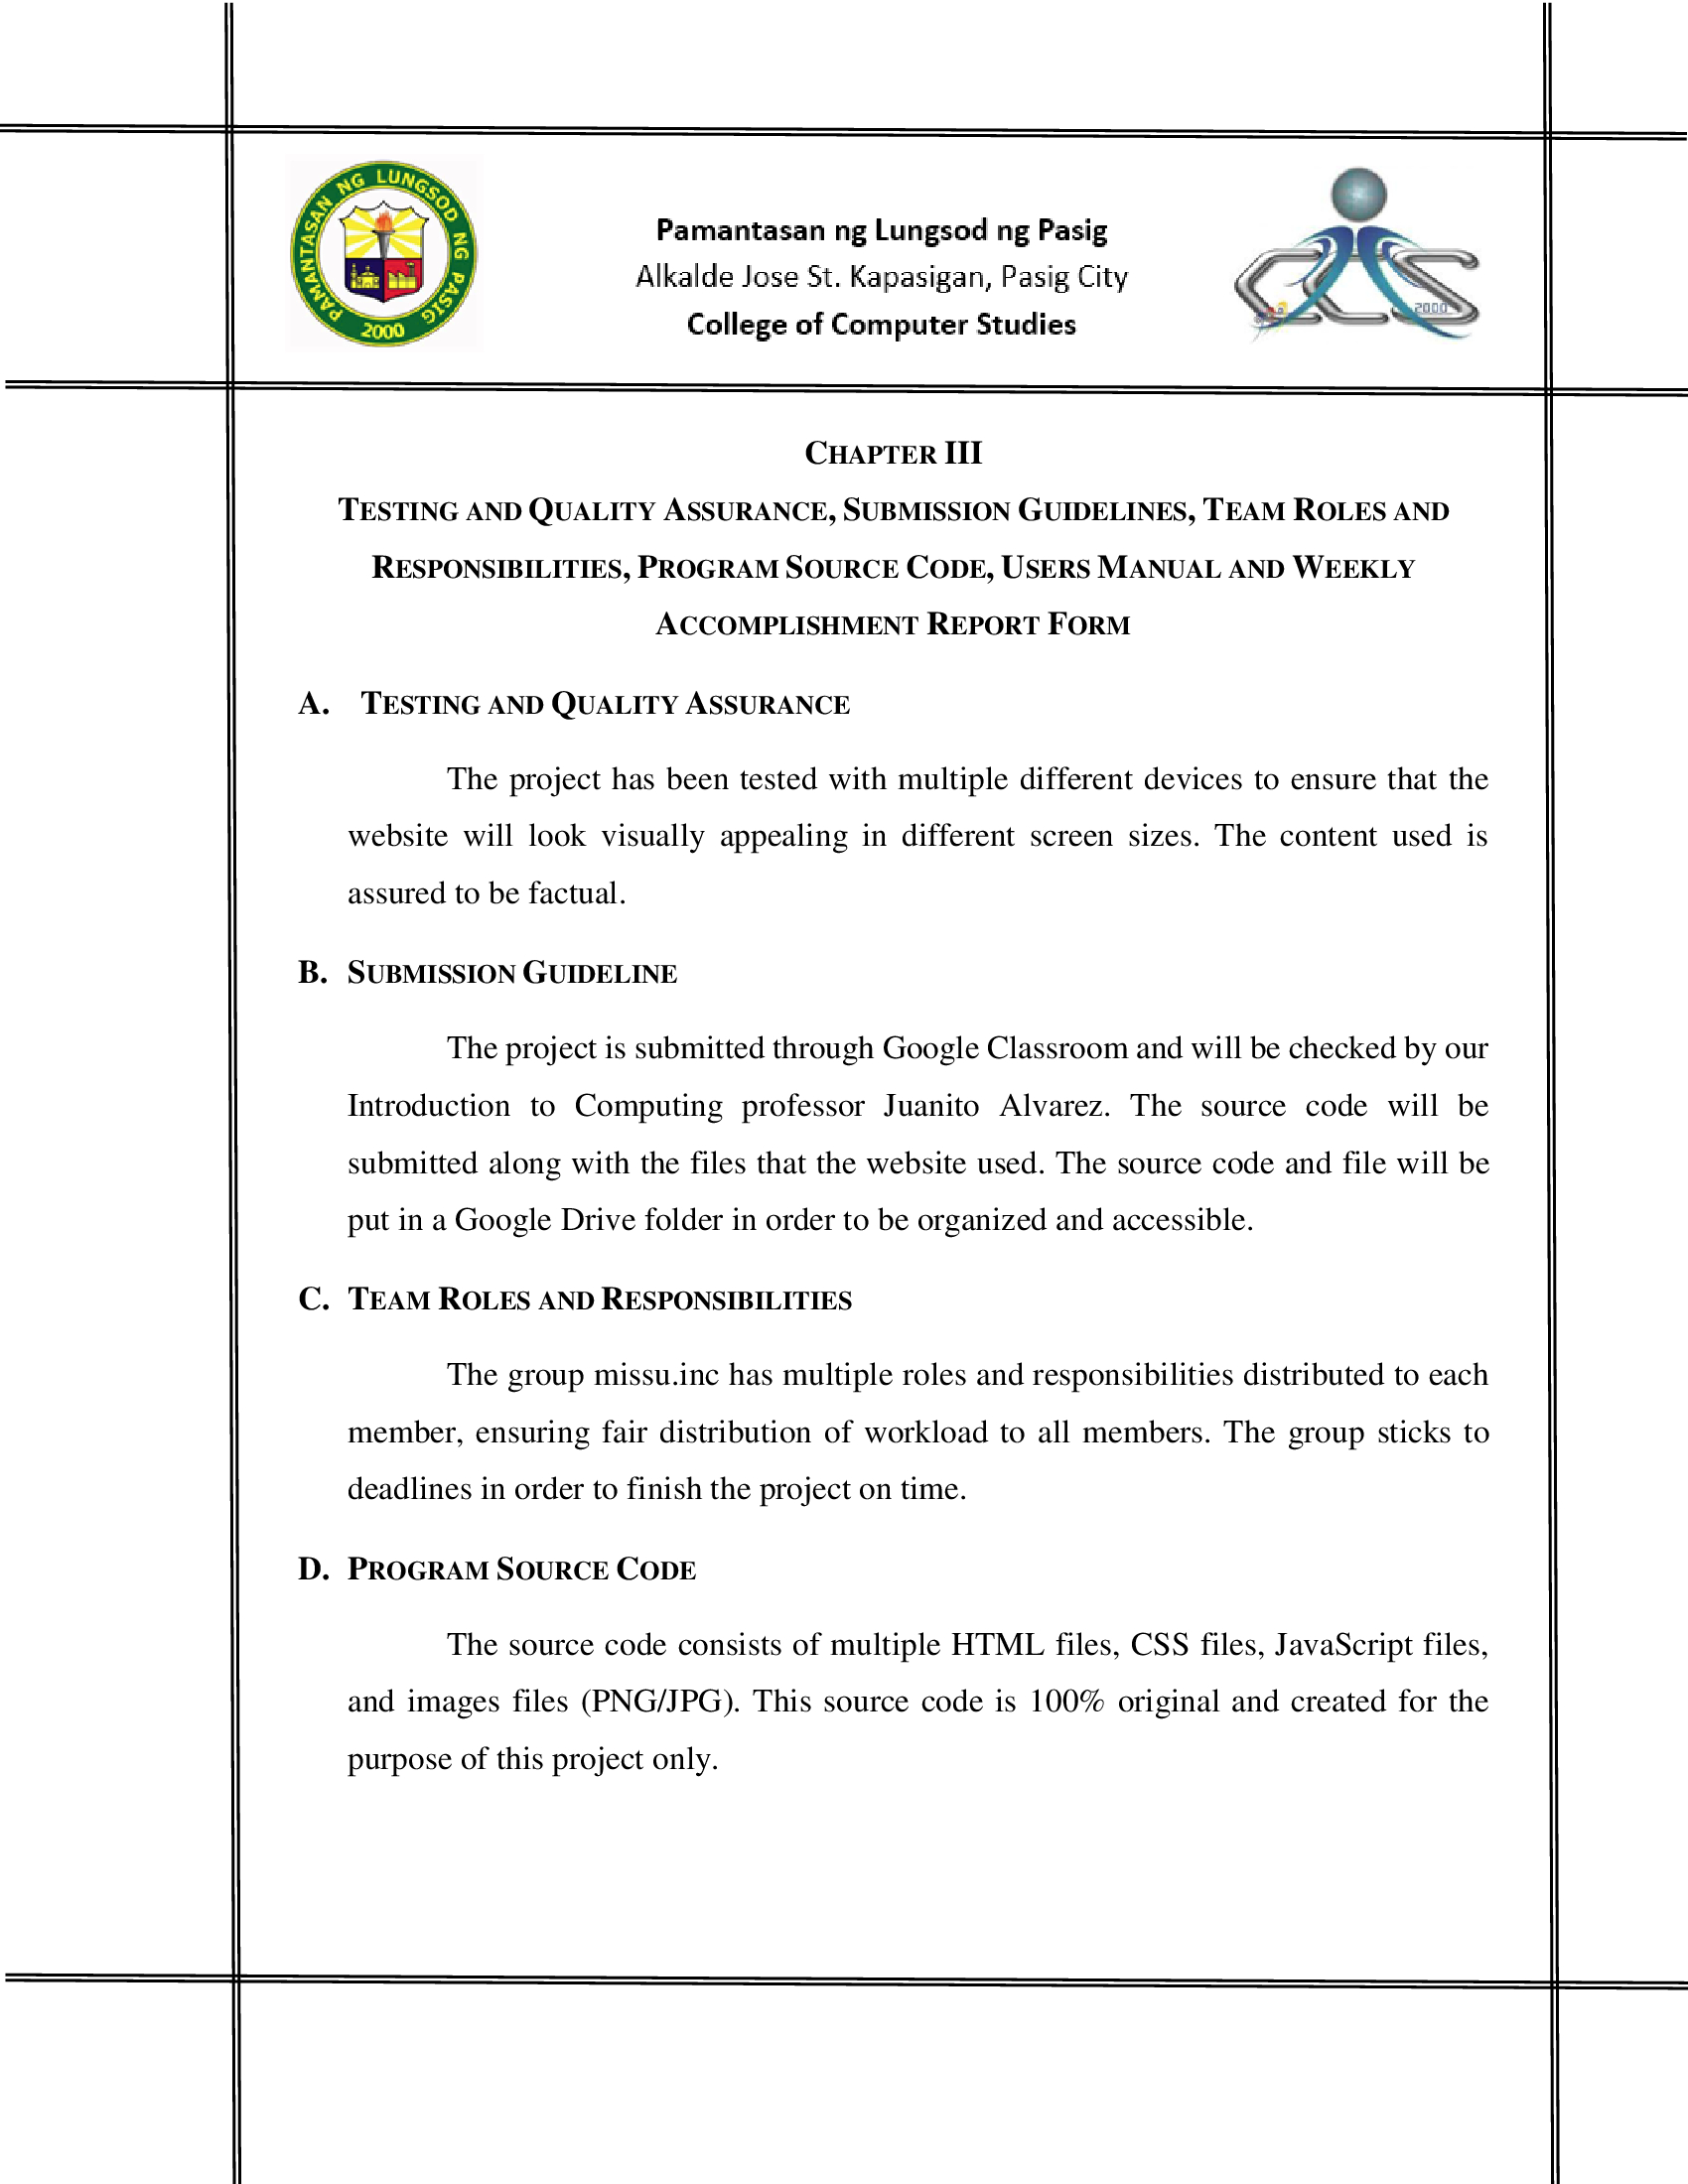 PAMANTASAN NG LUNGSOD NG PASIG
2000
Pamantasan ng Lungsod ng Pasig
Alkalde Jose St. Kapasigan, Pasig City
College of Computer Studies
CCS
2000
CHAPTER III
TESTING AND QUALITY ASSURANCE, SUBMISSION GUIDELINES, TEAM ROLES AND
RESPONSIBILITIES, PROGRAM SOURCE CODE, USERS MANUAL AND WEEKLY
ACCOMPLISHMENT REPORT FORM
A. TESTING AND QUALITY ASSURANCE
The project has been tested with multiple different devices to ensure that the
website will look visually appealing in different screen sizes. The content used is
assured to be factual.
B. SUBMISSION GUIDELINE
The project is submitted through Google Classroom and will be checked by our
Introduction to Computing professor Juanito Alvarez. The source code will be
submitted along with the files that the website used. The source code and file will be
put in a Google Drive folder in order to be organized and accessible.
C. TEAM ROLES AND RESPONSIBILITIES
The group missu.inc has multiple roles and responsibilities distributed to each
member, ensuring fair distribution of workload to all members. The group sticks to
deadlines in order to finish the project on time.
D. PROGRAM SOURCE CODE
The source code consists of multiple HTML files, CSS files, JavaScript files,
and images files (PNG/JPG). This source code is 100% original and created for the
purpose of this project only.